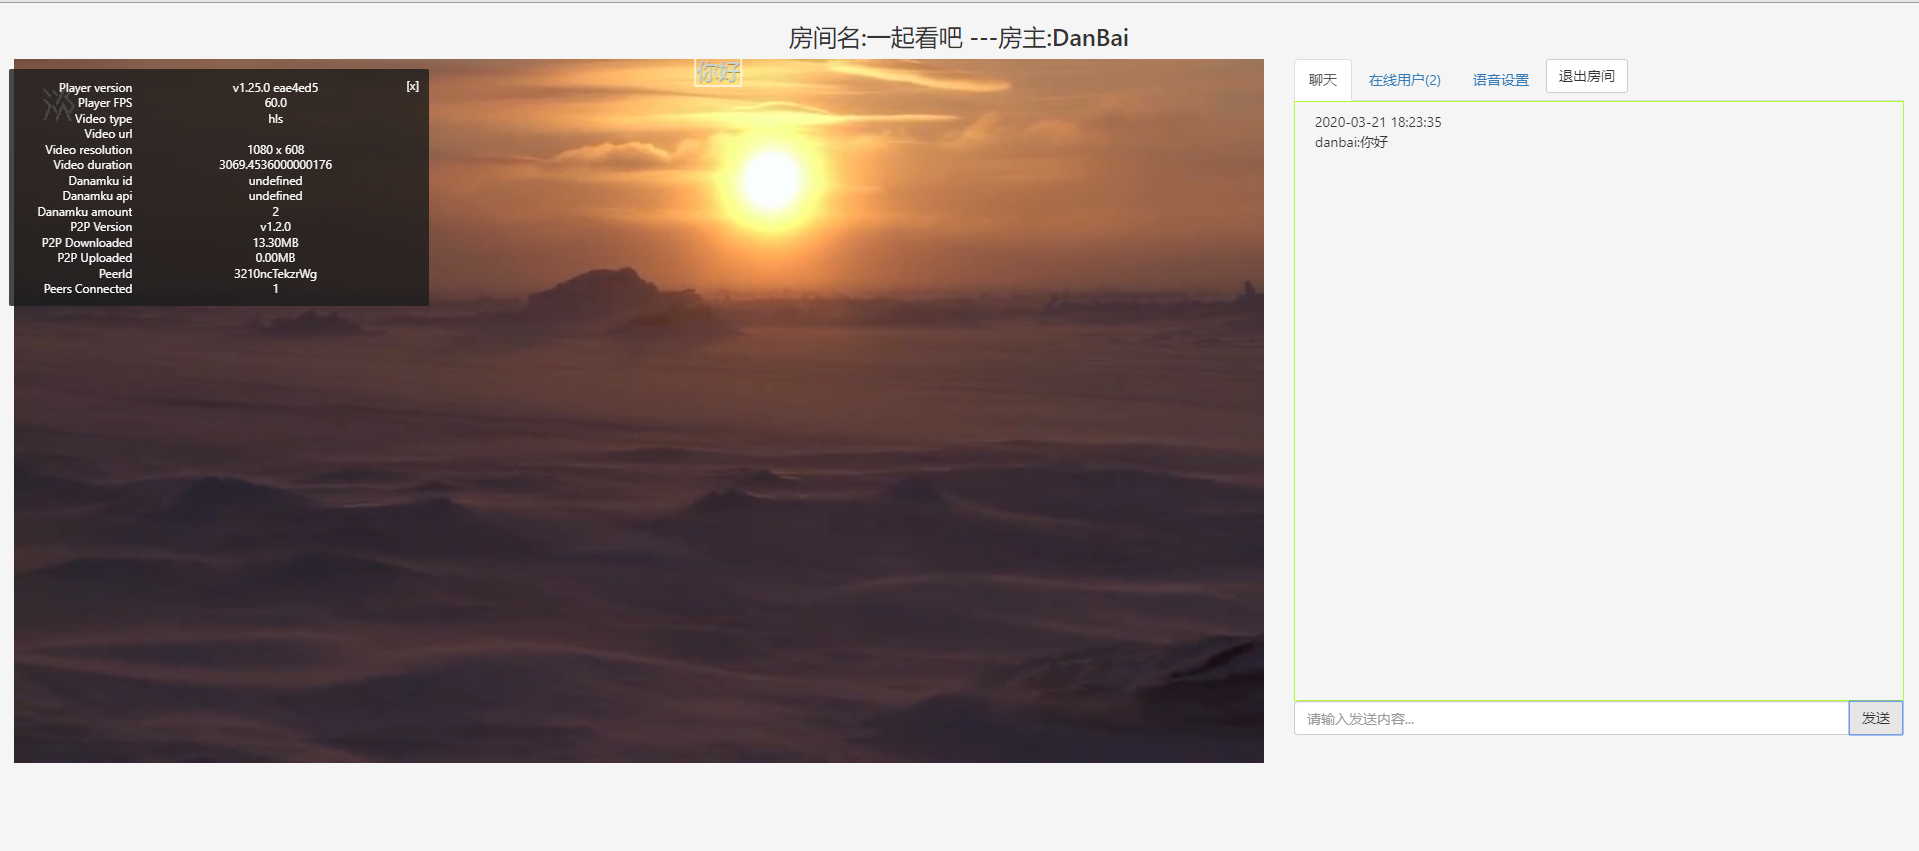 房间名:一起看吧 ---房主:DanBai
你好
Player version v1.25.0 eae4ed5 [x]
Player FPS 60.0
Video type hls
Video url
Video resolution 1080 x 608
Video duration 3069.4536000000176
Danamku id undefined
Danamku api undefined
Danamku amount 2
P2P Version v1.2.0
P2P Downloaded 13.30MB
P2P Uploaded 0.00MB
PeerId 3210ncTekzrWg
Peers Connected 1
聊天 在线用户(2) 语音设置 退出房间
2020-03-21 18:23:35
danbai:你好
请输入发送内容... 发送